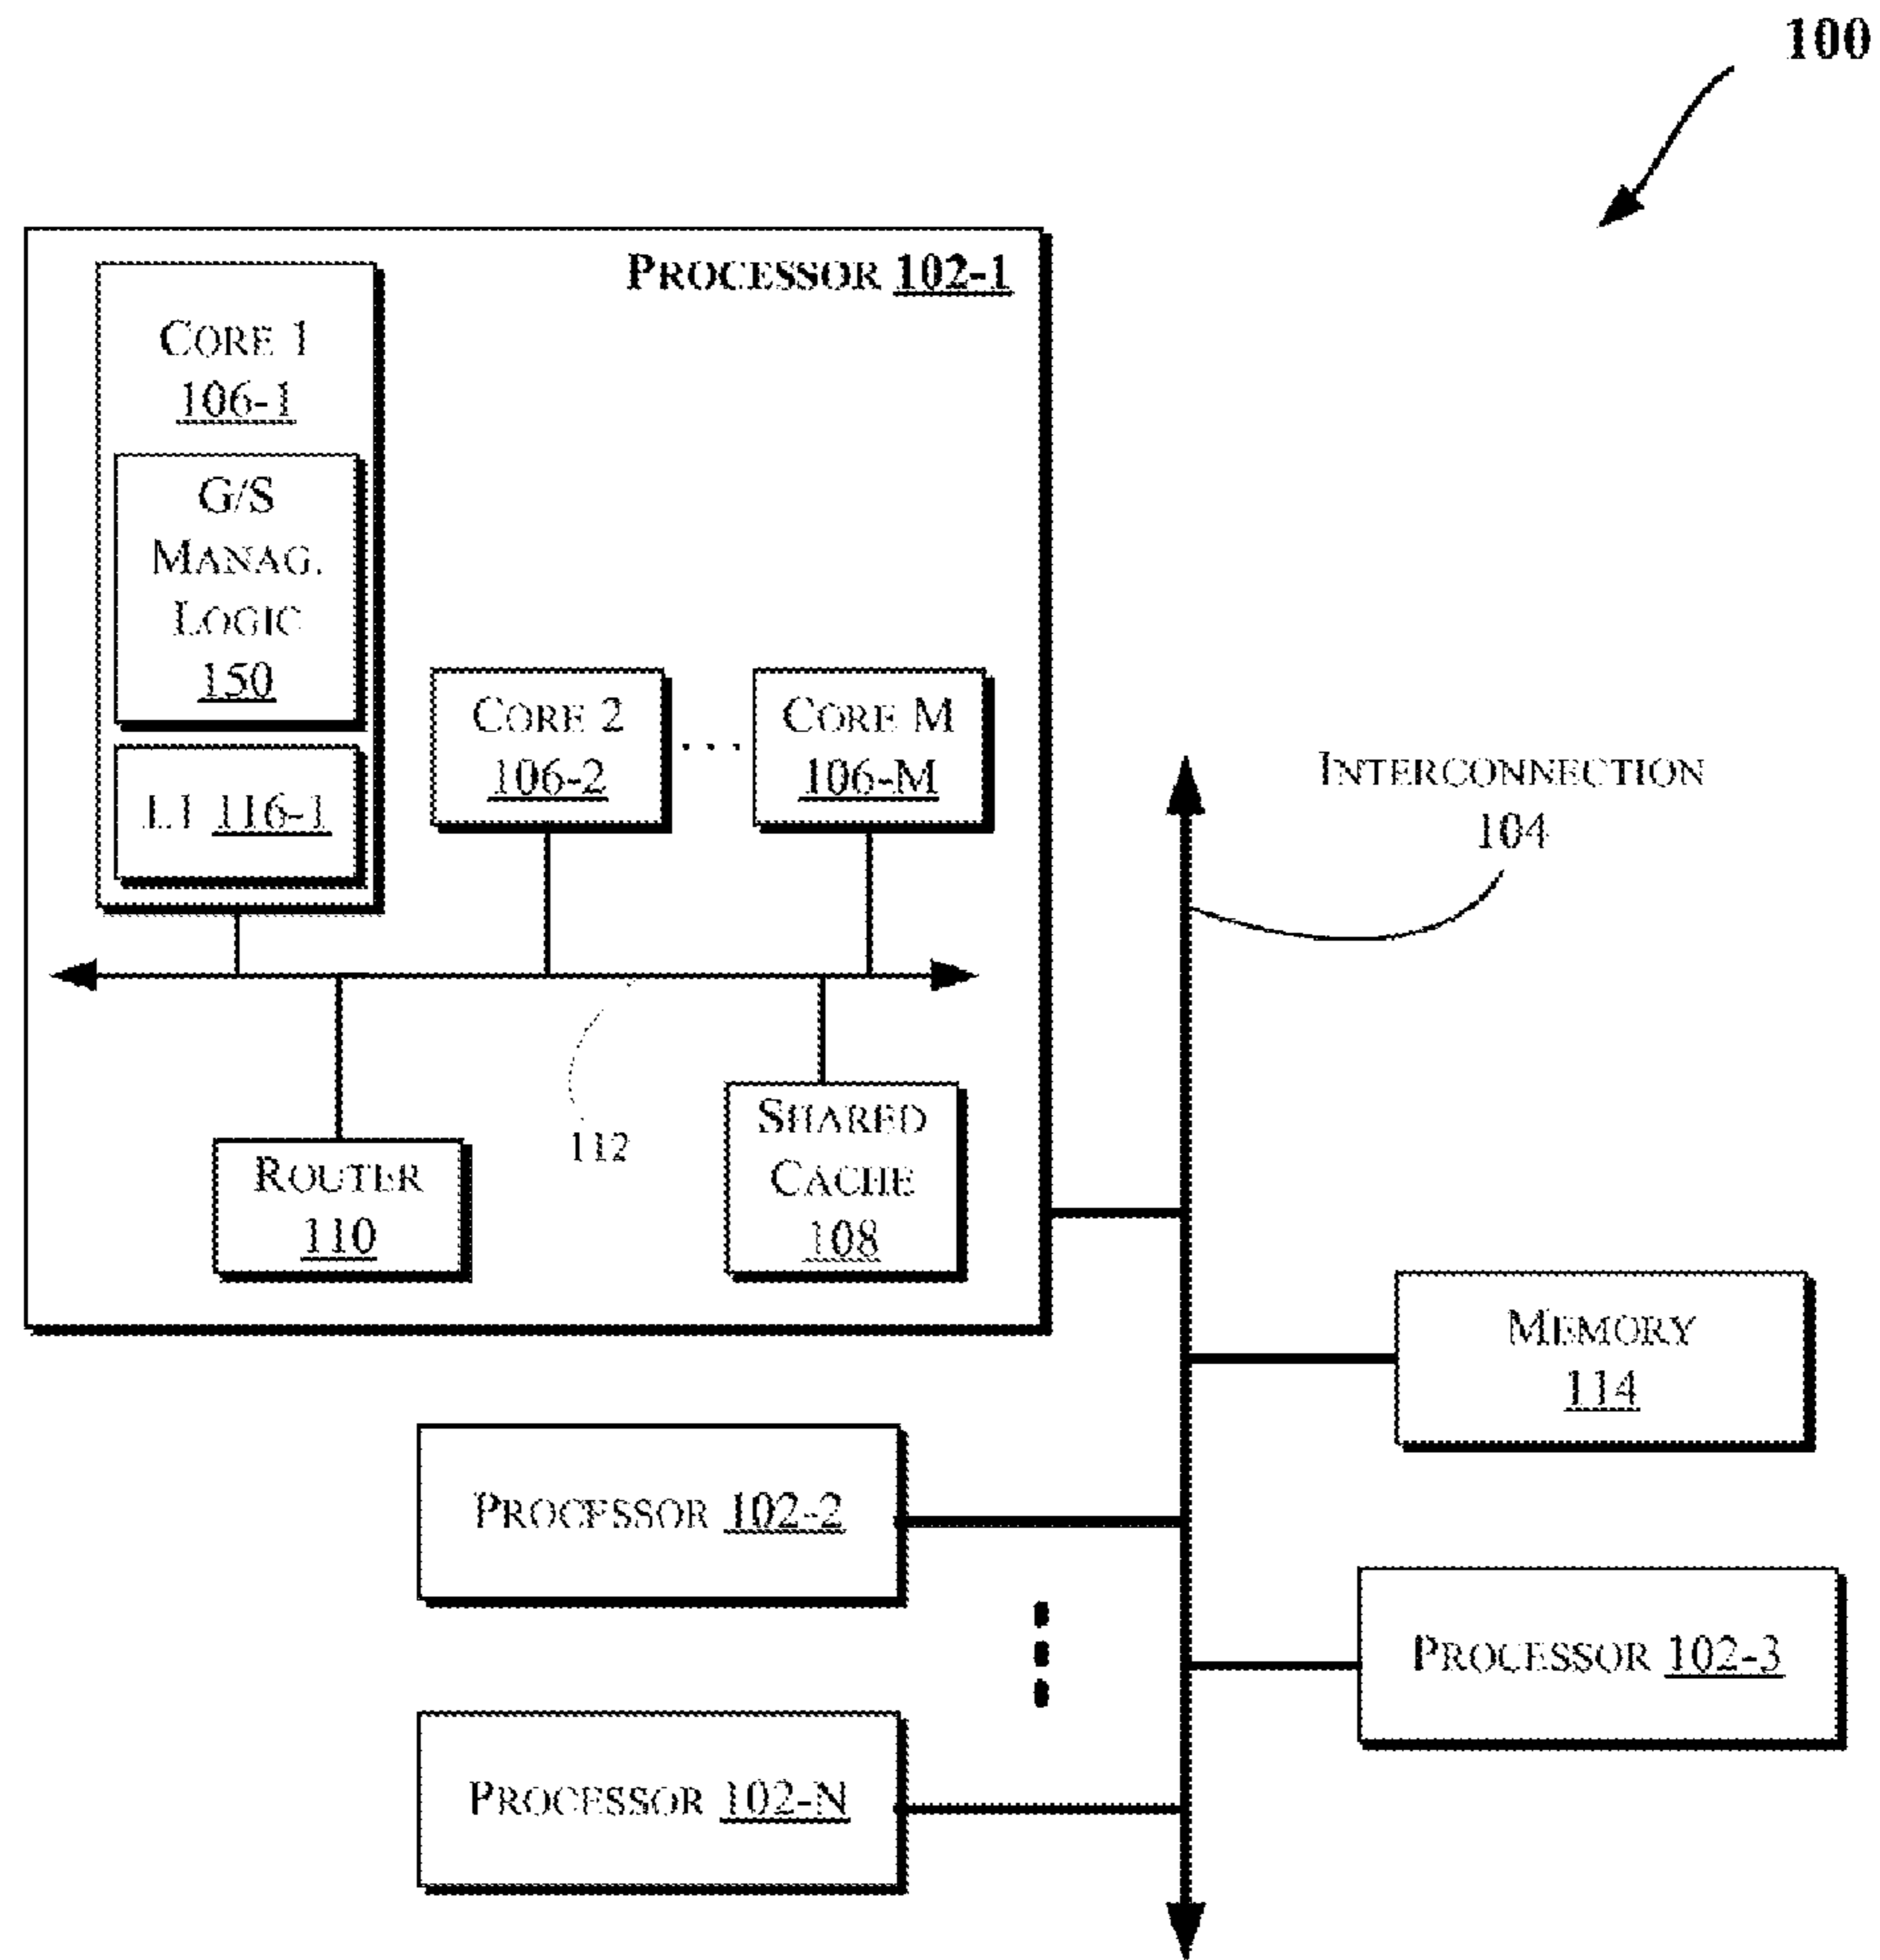 100
PROCESSOR 102-1
CORE 1
106-1
G/S
MANAG.
LOGIC
150
L1 116-1
CORE 2
106-2
...
CORE M
106-M
INTERCONNECTION
104
112
ROUTER
110
SHARED
CACHE
108
MEMORY
114
PROCESSOR 102-2
PROCESSOR 102-3
PROCESSOR 102-N